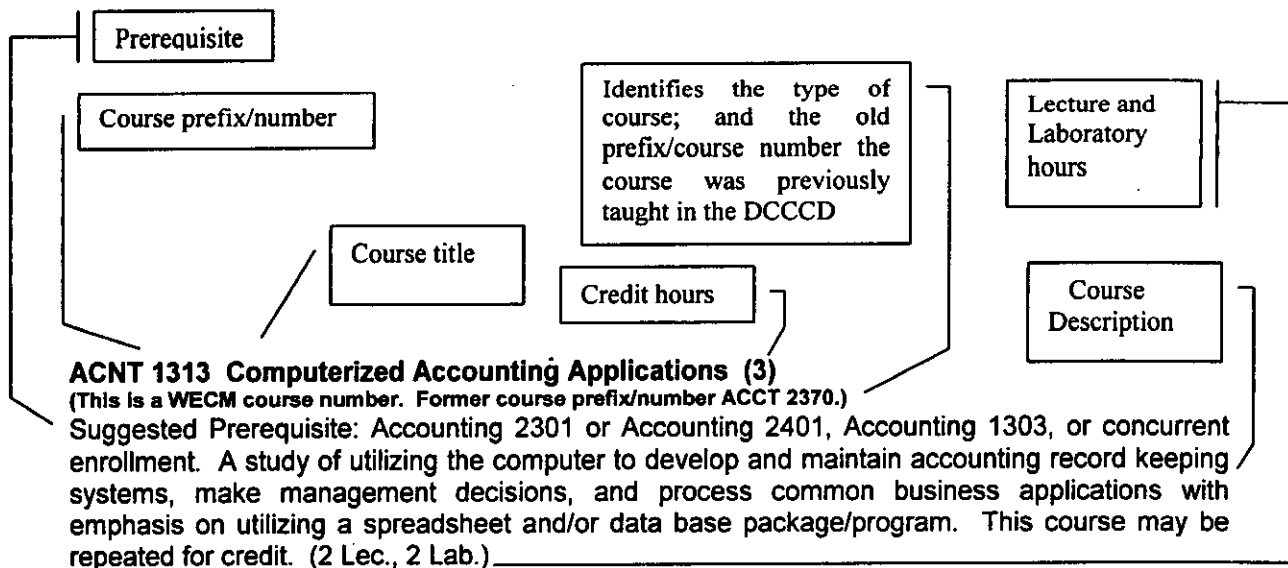 Prerequisite
Course prefix/number
Identifies the type of
course; and the old
prefix/course number the
course was previously
taught in the DCCCD
Lecture and
Laboratory
hours
Course title
Credit hours
Course
Description
ACNT 1313 Computerized Accounting Applications (3)
(This is a WECM course number. Former course prefix/number ACCT 2370.)
Suggested Prerequisite: Accounting 2301 or Accounting 2401, Accounting 1303, or concurrent
enrollment. A study of utilizing the computer to develop and maintain accounting record keeping
systems, make management decisions, and process common business applications with
emphasis on utilizing a spreadsheet and/or data base package/program. This course may be
repeated for credit. (2 Lec., 2 Lab.)